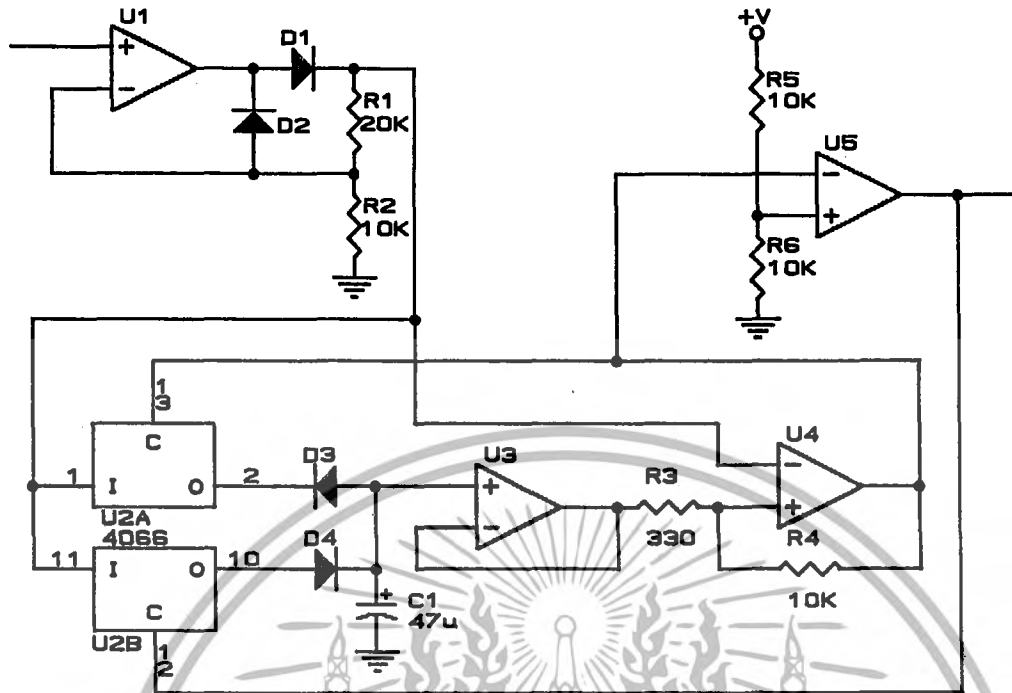 U1
+
-
D1
D2
R1
20K
R2
10K
+V
R5
10K
U5
-
+
R6
10K
1
3
C
1
I
O
2
U2A
4066
D3
D4
11
I
O
10
C
U2B
1
2
+
C1
47u
U3
+
-
R3
330
U4
-
+
R4
10K